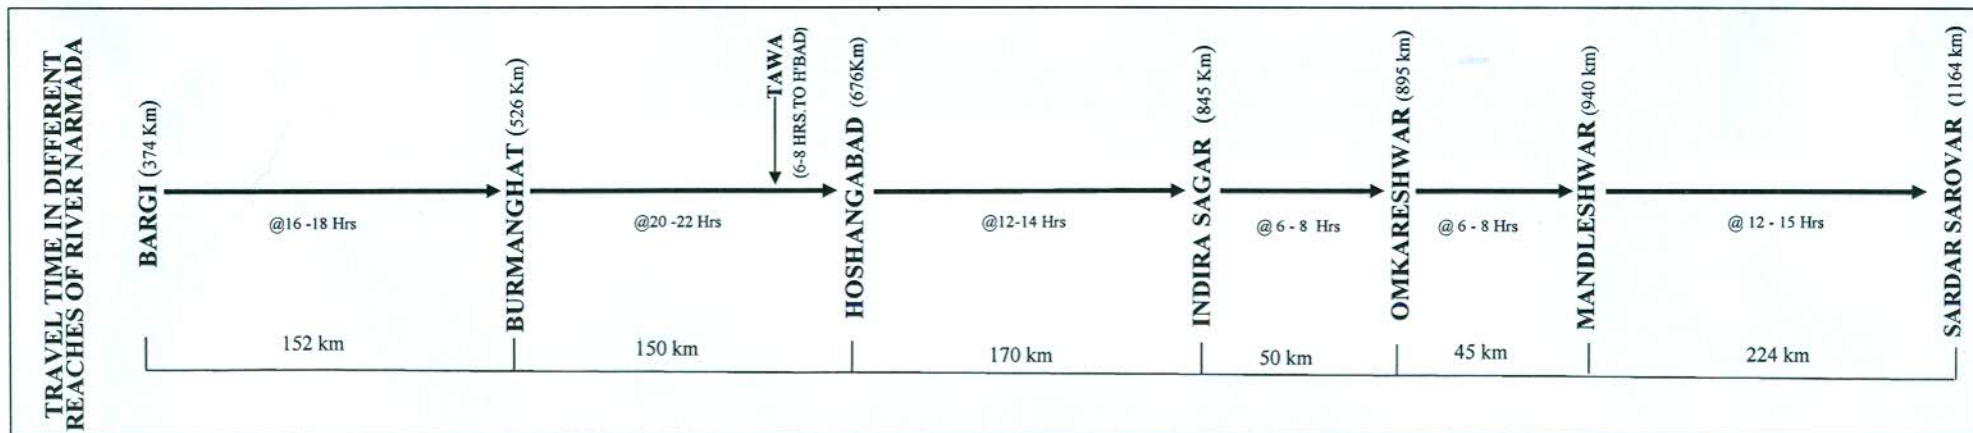 TRAVEL TIME IN DIFFERENT
REACHES OF RIVER NARMADA
BARGI (374 Km)
@16 -18 Hrs
BURMANGHAT (526 Km)
@20 -22 Hrs
TAWA
(6-8 HRS.TO H'BAD)
HOSHANGABAD (676Km)
@12-14 Hrs
INDIRA SAGAR (845 Km)
@ 6 - 8 Hrs
OMKARESHWAR (895 km)
@ 6 - 8 Hrs
MANDLESHWAR (940 km)
@ 12 - 15 Hrs
SARDAR SAROVAR (1164 km)
152 km
150 km
170 km
50 km
45 km
224 km